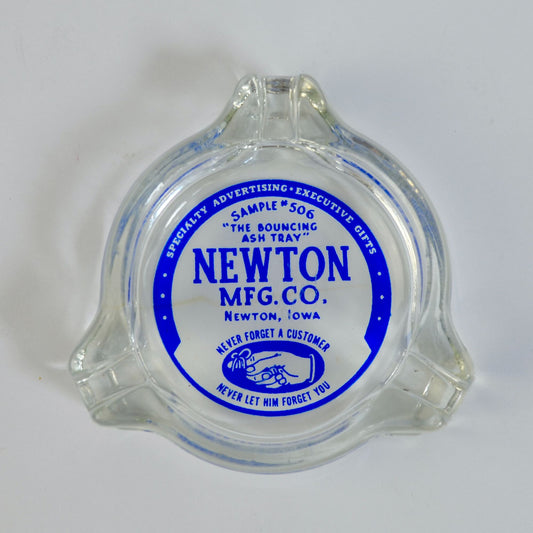 SPECIALTY ADVERTISING • EXECUTIVE GIFTS
SAMPLE #506
"THE BOUNCING
ASH TRAY"
NEWTON
MFG. CO.
NEWTON, IOWA
NEVER FORGET A CUSTOMER
NEVER LET HIM FORGET YOU